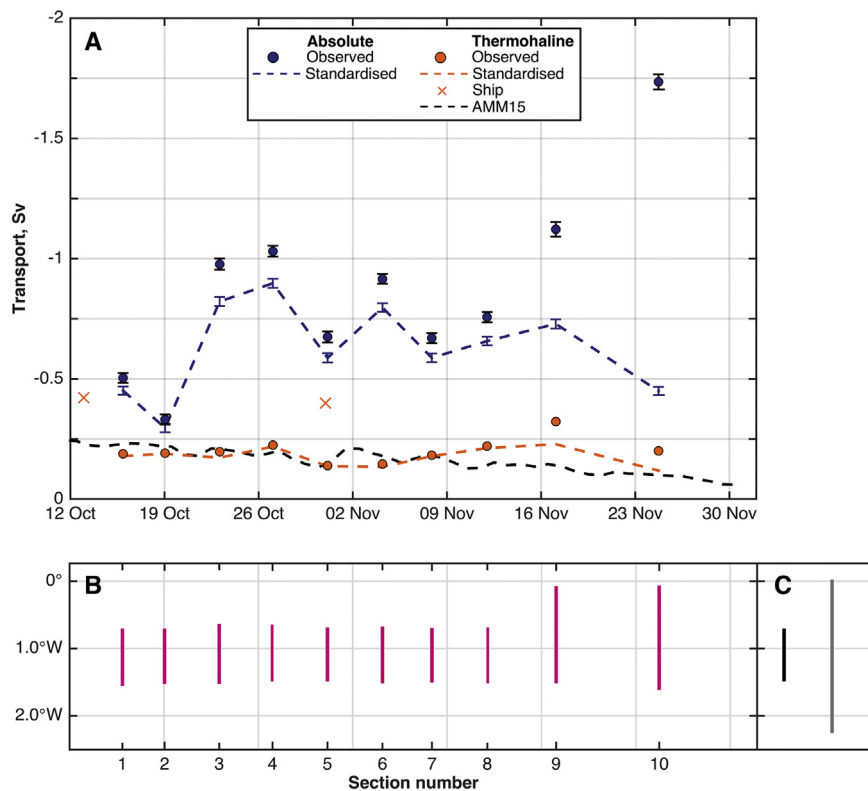 A
Absolute
Observed
Standardised
Thermohaline
Observed
Standardised
Ship
AMM15
Transport, Sv
-2
-1.5
-1
-0.5
0
12 Oct 19 Oct 26 Oct 02 Nov 09 Nov 16 Nov 23 Nov 30 Nov
B
C
0°
1.0°W
2.0°W
1 2 3 4 5 6 7 8 9 10
Section number